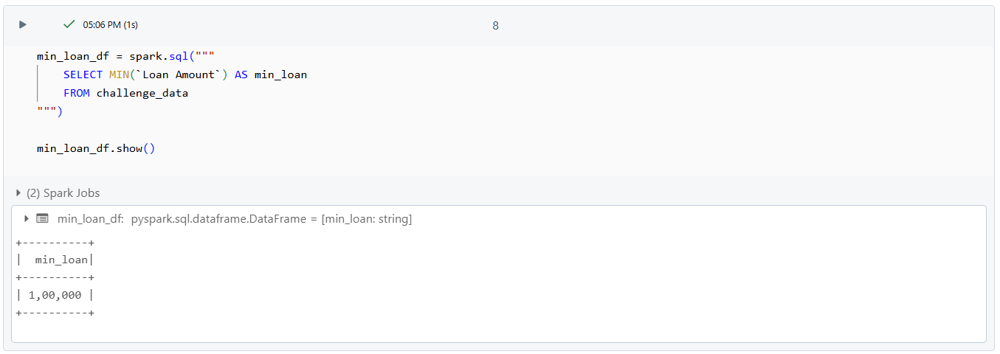 05:06 PM (1s)
8
min_loan_df = spark.sql("""
SELECT MIN(`Loan Amount`) AS min_loan
FROM challenge_data
""")
min_loan_df.show()
(2) Spark Jobs
min_loan_df: pyspark.sql.dataframe.DataFrame = [min_loan: string]
+----------+
|  min_loan|
+----------+
| 1,00,000 |
+----------+